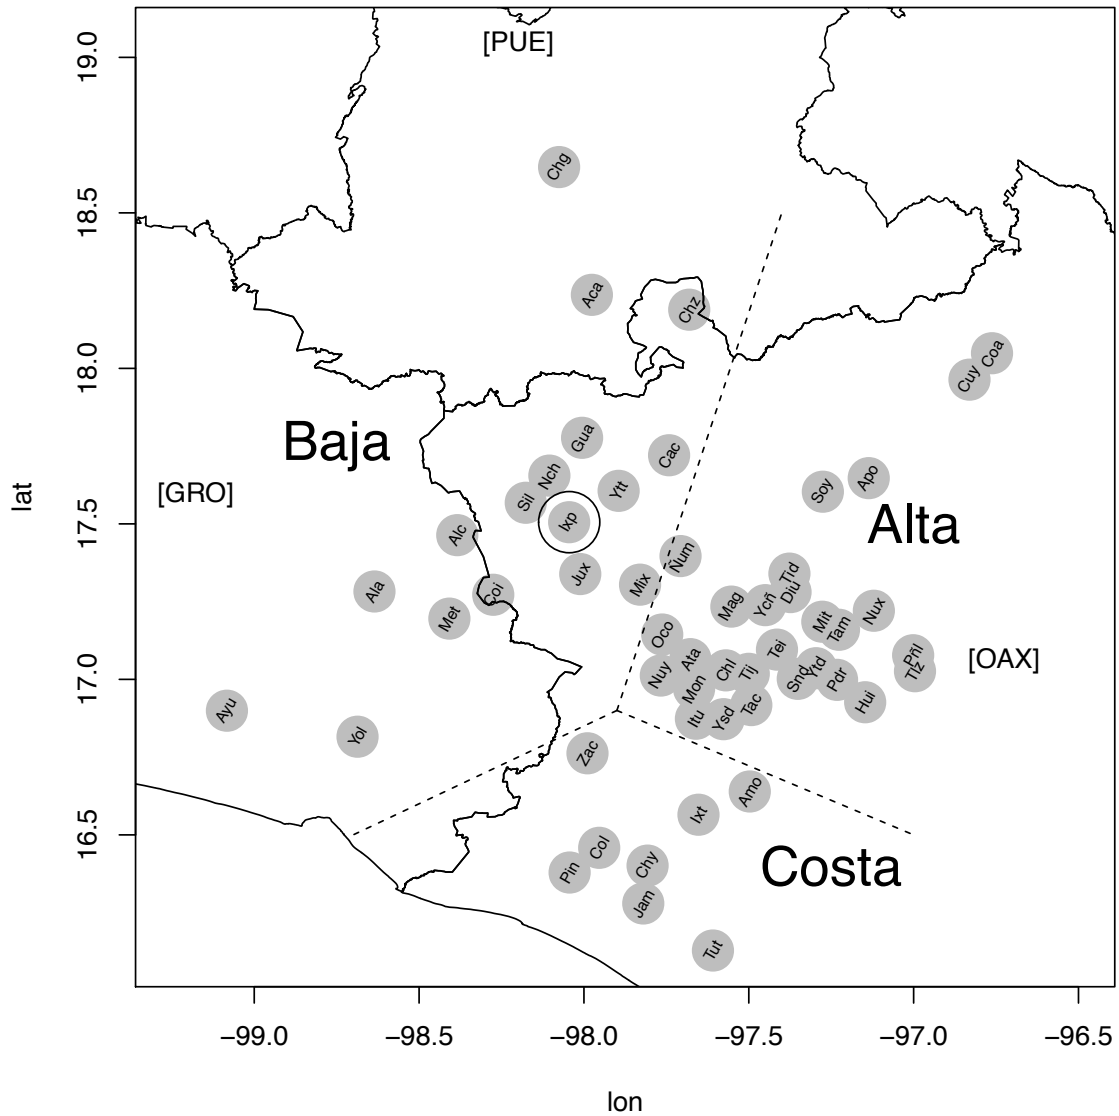 [PUE]
19.0
Chg
18.5
Aca
Chz
18.0
Coa
Cuy
Baja
Gua
Cac
Nch
Apo
[GRO]
Ytt
Soy
Sil
lat
17.5
Ixp
Alta
Alc
Num
Jux
Tid
Mix
Diu
Ala
Coi
Mag
Ycñ
Nux
Met
Mit
Tam
Oco
Tei
[OAX]
Pñl
Ata
Tlz
17.0
Nuy
Chl
Tij
Ytd
Snd
Pdr
Mon
Hui
Ayu
Itu
Ysd
Tac
Yol
Zac
Amo
Ixt
16.5
Col
Costa
Pin
Chy
Jam
Tut
−99.0
−98.5
−98.0
−97.5
−97.0
−96.5
lon